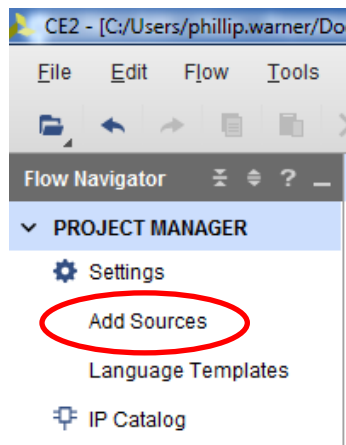 CE2 - [C:/Users/phillip.warner/Do
File Edit Flow Tools
Flow Navigator ?
PROJECT MANAGER
Settings
Add Sources
Language Templates
IP Catalog